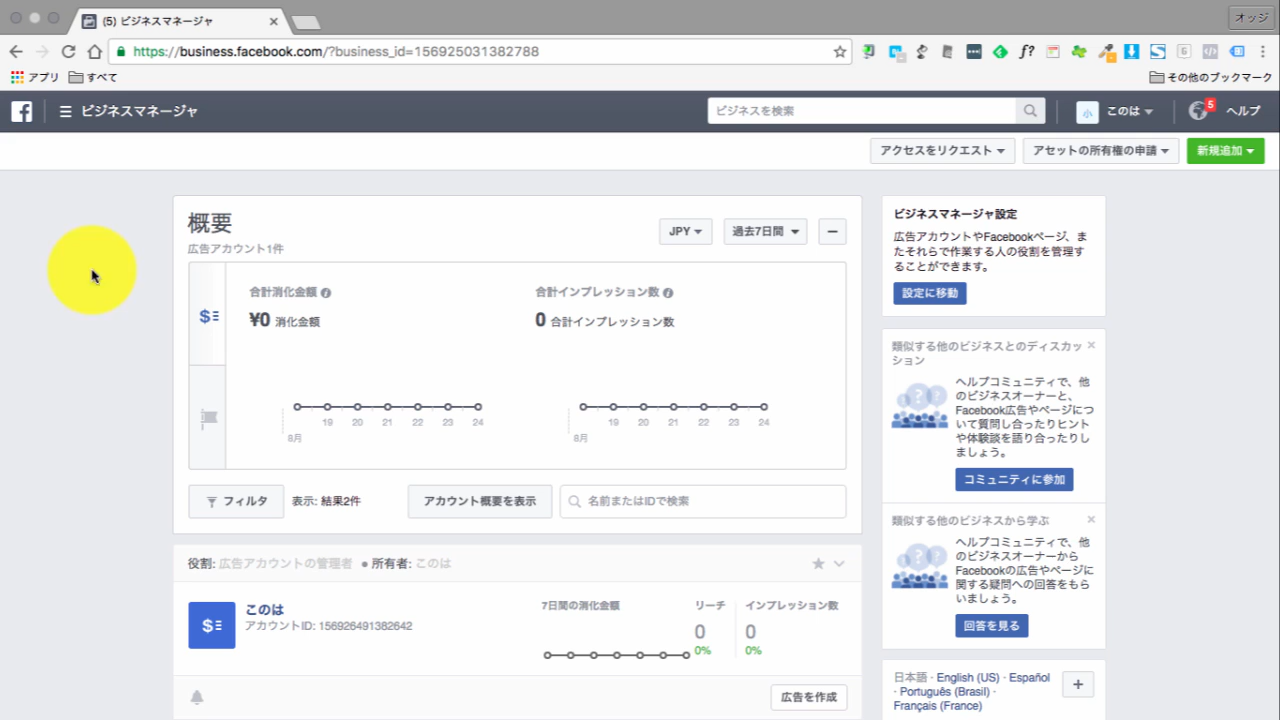 (5) ビジネスマネージャ
オッジ
https://business.facebook.com/?business_id=156925031382788
アプリ すべて
その他のブックマーク
ビジネスマネージャ
ビジネスを検索
このは
5
ヘルプ
アクセスをリクエスト
アセットの所有権の申請
新規追加
概要
広告アカウント1件
JPY
過去7日間
合計消化金額
¥0 消化金額
合計インプレッション数
0 合計インプレッション数
19 20 21 22 23 24
8月
19 20 21 22 23 24
8月
フィルタ
表示: 結果2件
アカウント概要を表示
名前またはIDで検索
役割: 広告アカウントの管理者 ● 所有者: このは
このは
アカウントID: 156926491382642
7日間の消化金額
リーチ
0
0%
インプレッション数
0
0%
広告を作成
ビジネスマネージャ設定
広告アカウントやFacebookページ、ま
たそれらで作業する人の役割を管理す
ることができます。
設定に移動
類似する他のビジネスとのディスカッ
ション
ヘルプコミュニティで、他
のビジネスオーナーと、
Facebook広告やページにつ
いて質問し合ったりヒント
や体験談を語り合ったりし
ましょう。
コミュニティに参加
類似する他のビジネスから学ぶ
ヘルプコミュニティで、他
のビジネスオーナーから
Facebookの広告やページに
関する疑問への回答をもら
いましょう。
回答を見る
日本語 · English (US) · Español
· Português (Brasil) ·
Français (France)